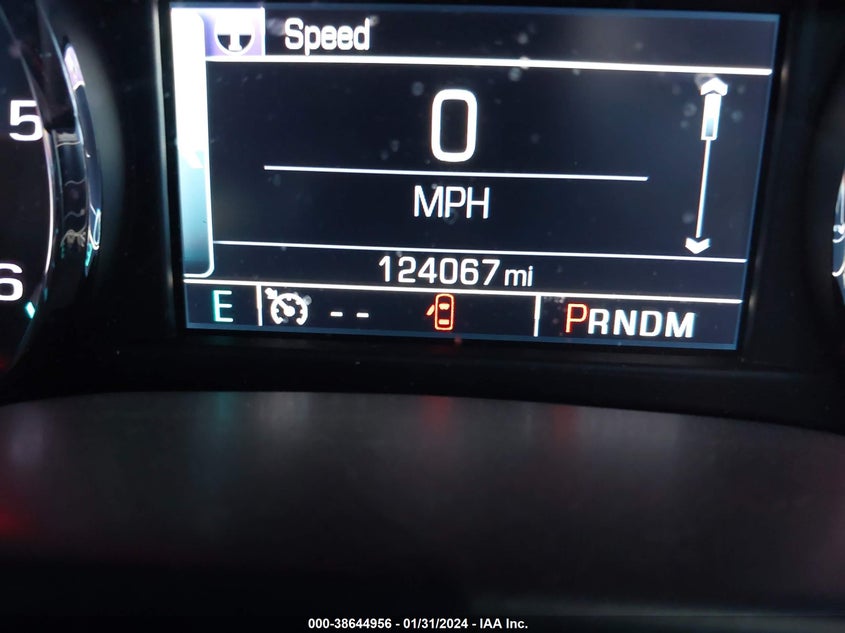 Speed
5
0
MPH
6
124067 mi
E -- PRNDM
000-38644956 - 01/31/2024 - IAA Inc.